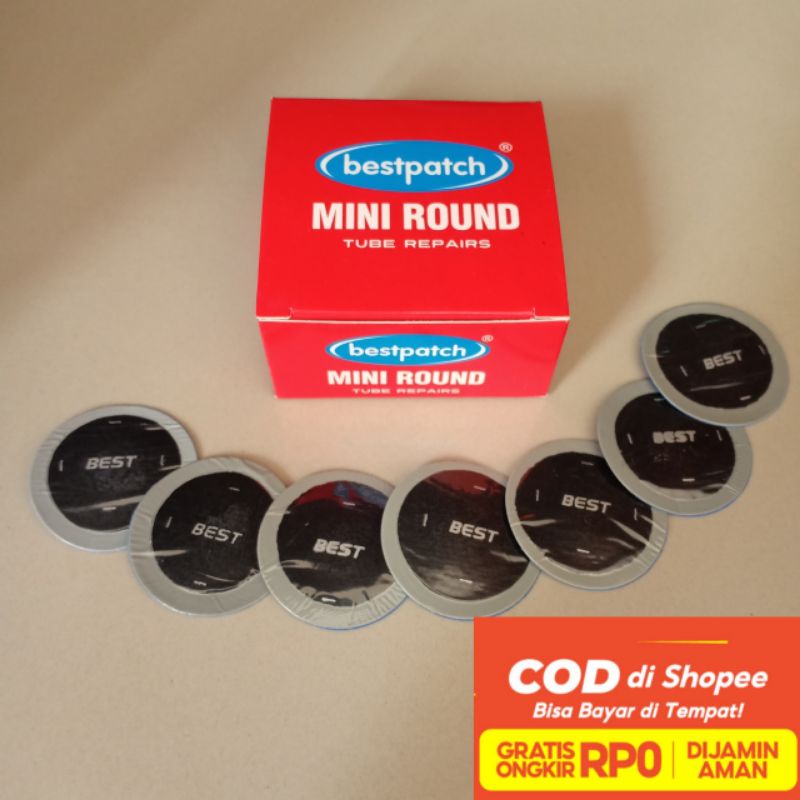 bestpatch®
MINI ROUND
TUBE REPAIRS
bestpatch®
MINI ROUND
TUBE REPAIRS
BEST
BEST
BEST
BEST
BEST
BEST
BEST
COD di Shopee
Bisa Bayar di Tempat!
GRATIS ONGKIR RP0 | DIJAMIN AMAN